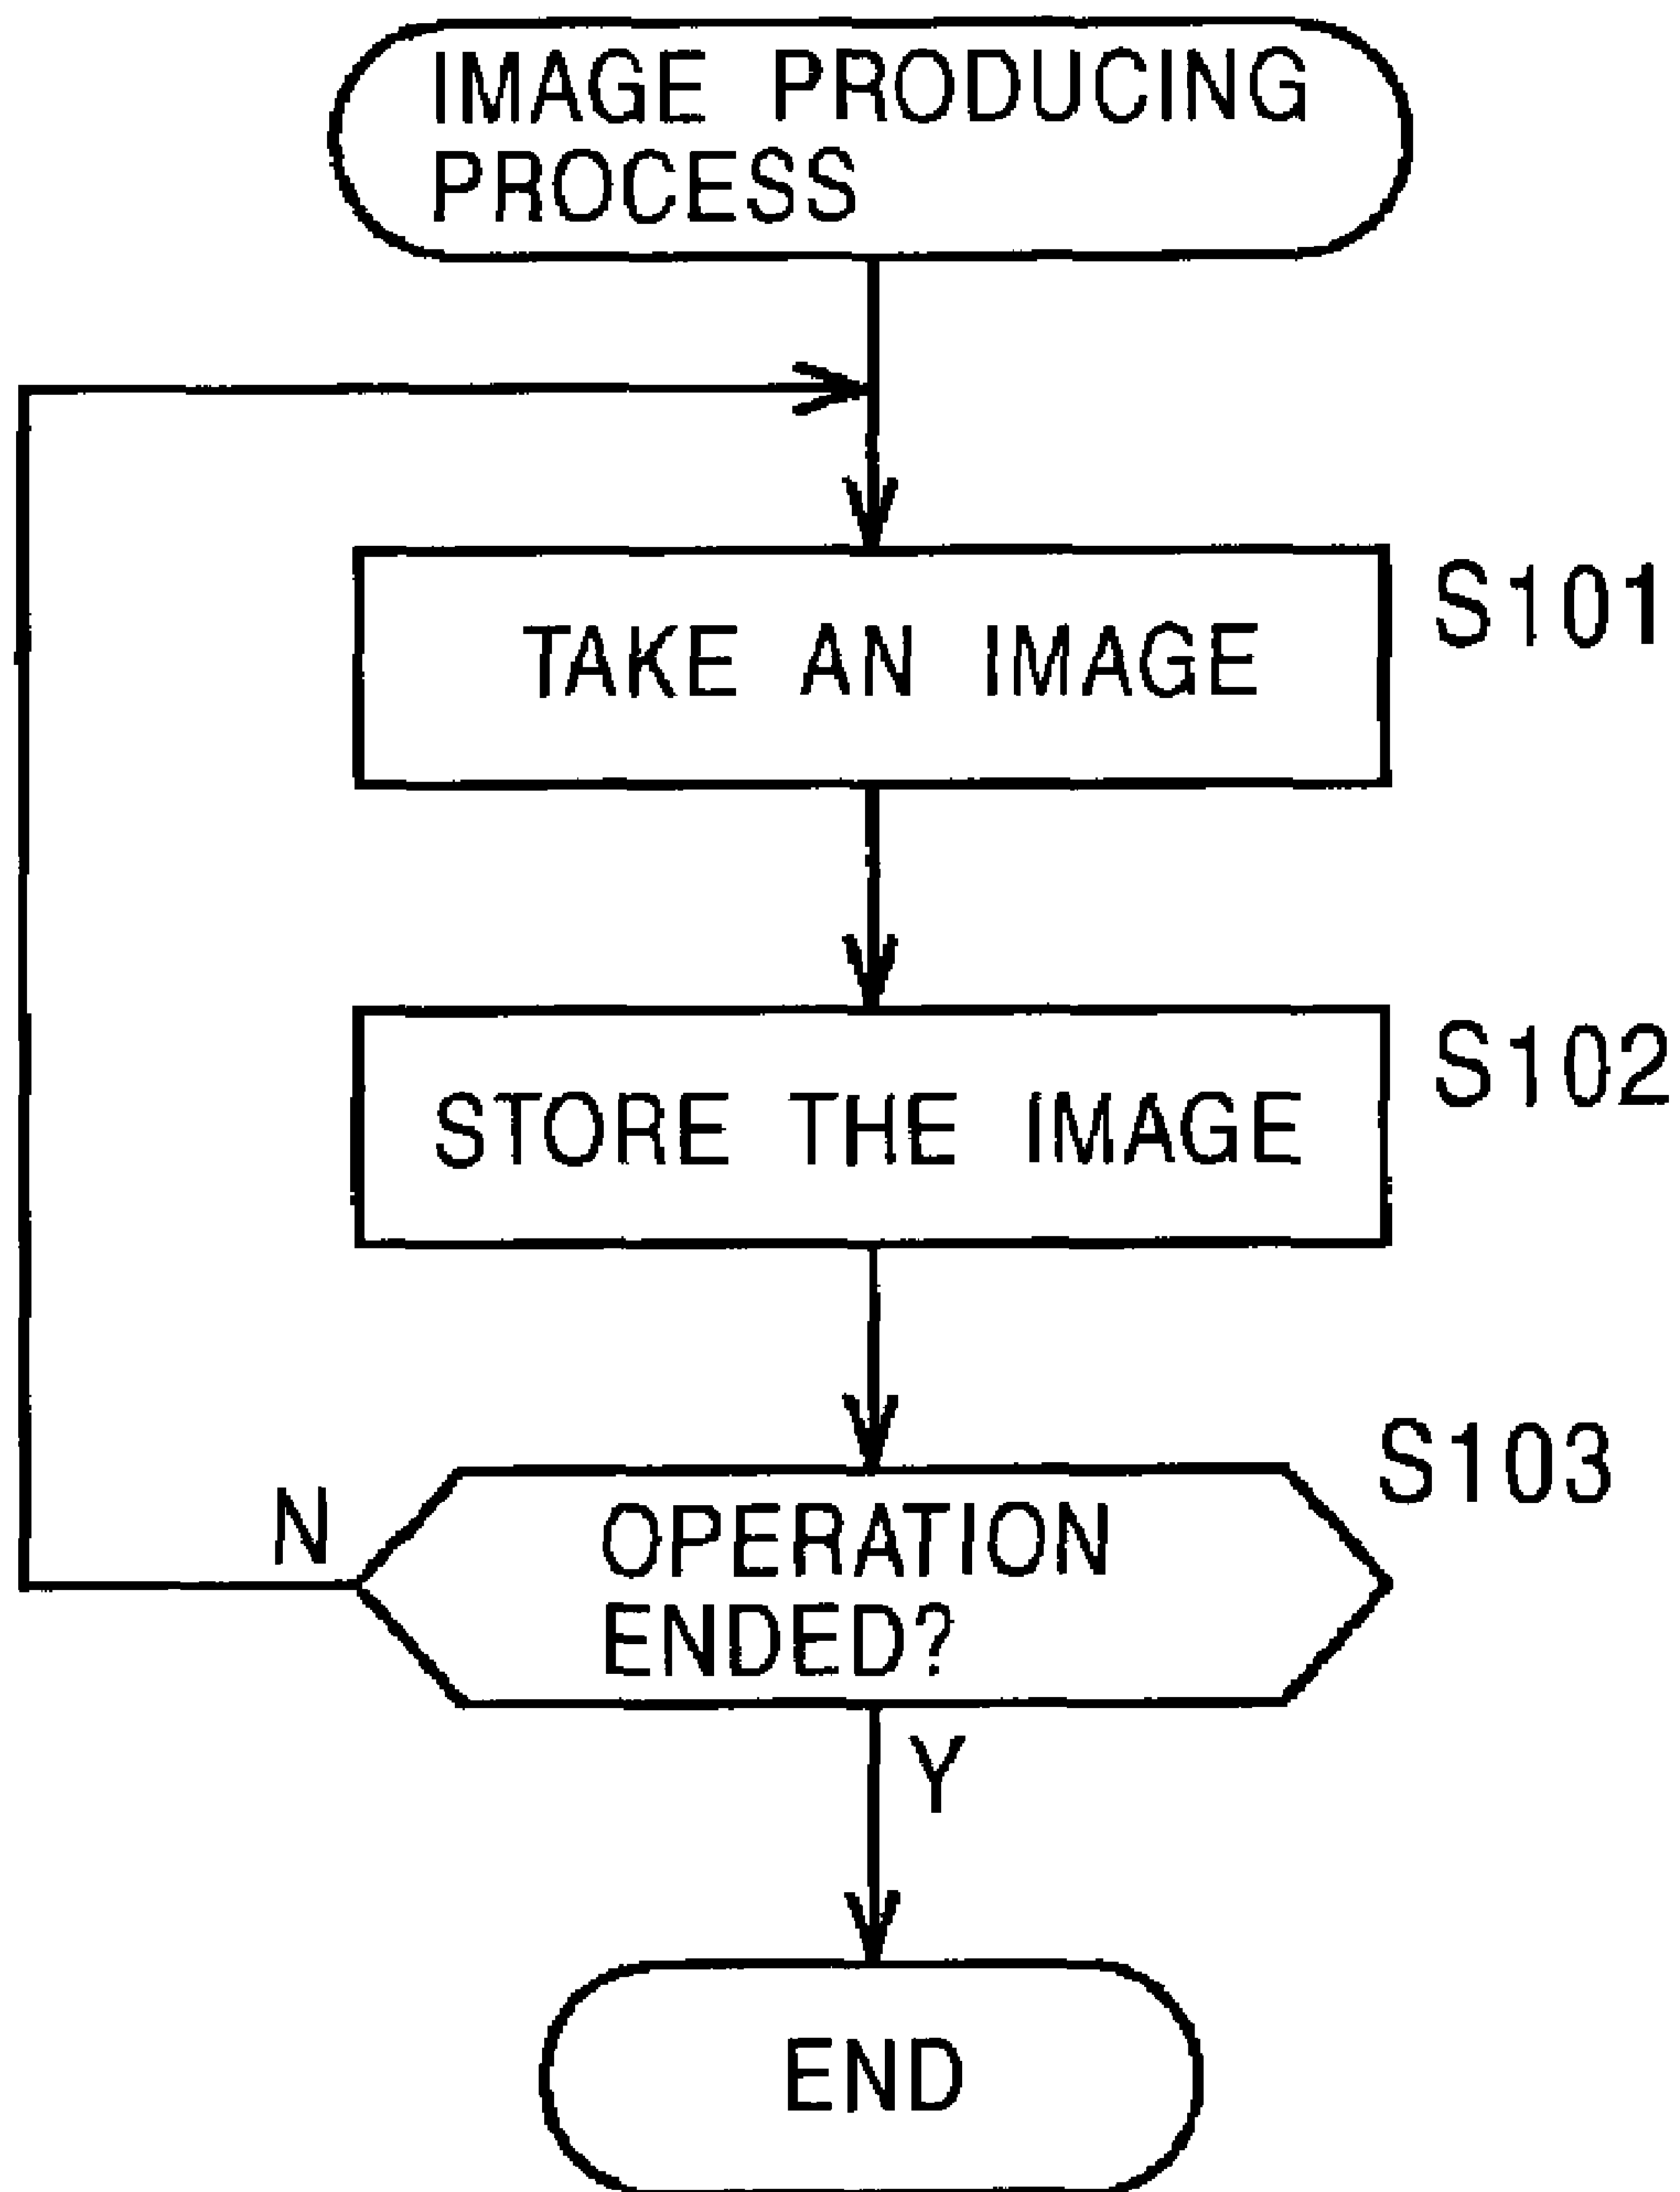 IMAGE PRODUCING
PROCESS
TAKE AN IMAGE
S101
STORE THE IMAGE
S102
S103
N
OPERATION
ENDED?
Y
END